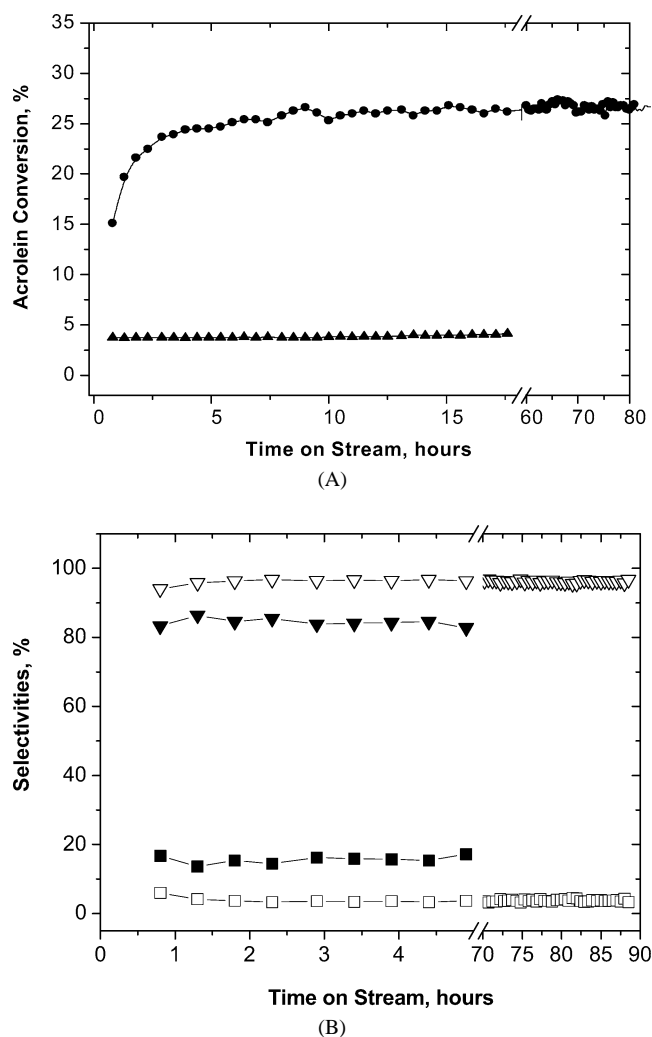 35
30
25
20
15
10
5
0
Acrolein Conversion, %
0 5 10 15 60 70 80
Time on Stream, hours
(A)
100
80
60
40
20
0
Selectivities, %
0 1 2 3 4 70 75 80 85 90
Time on Stream, hours
(B)